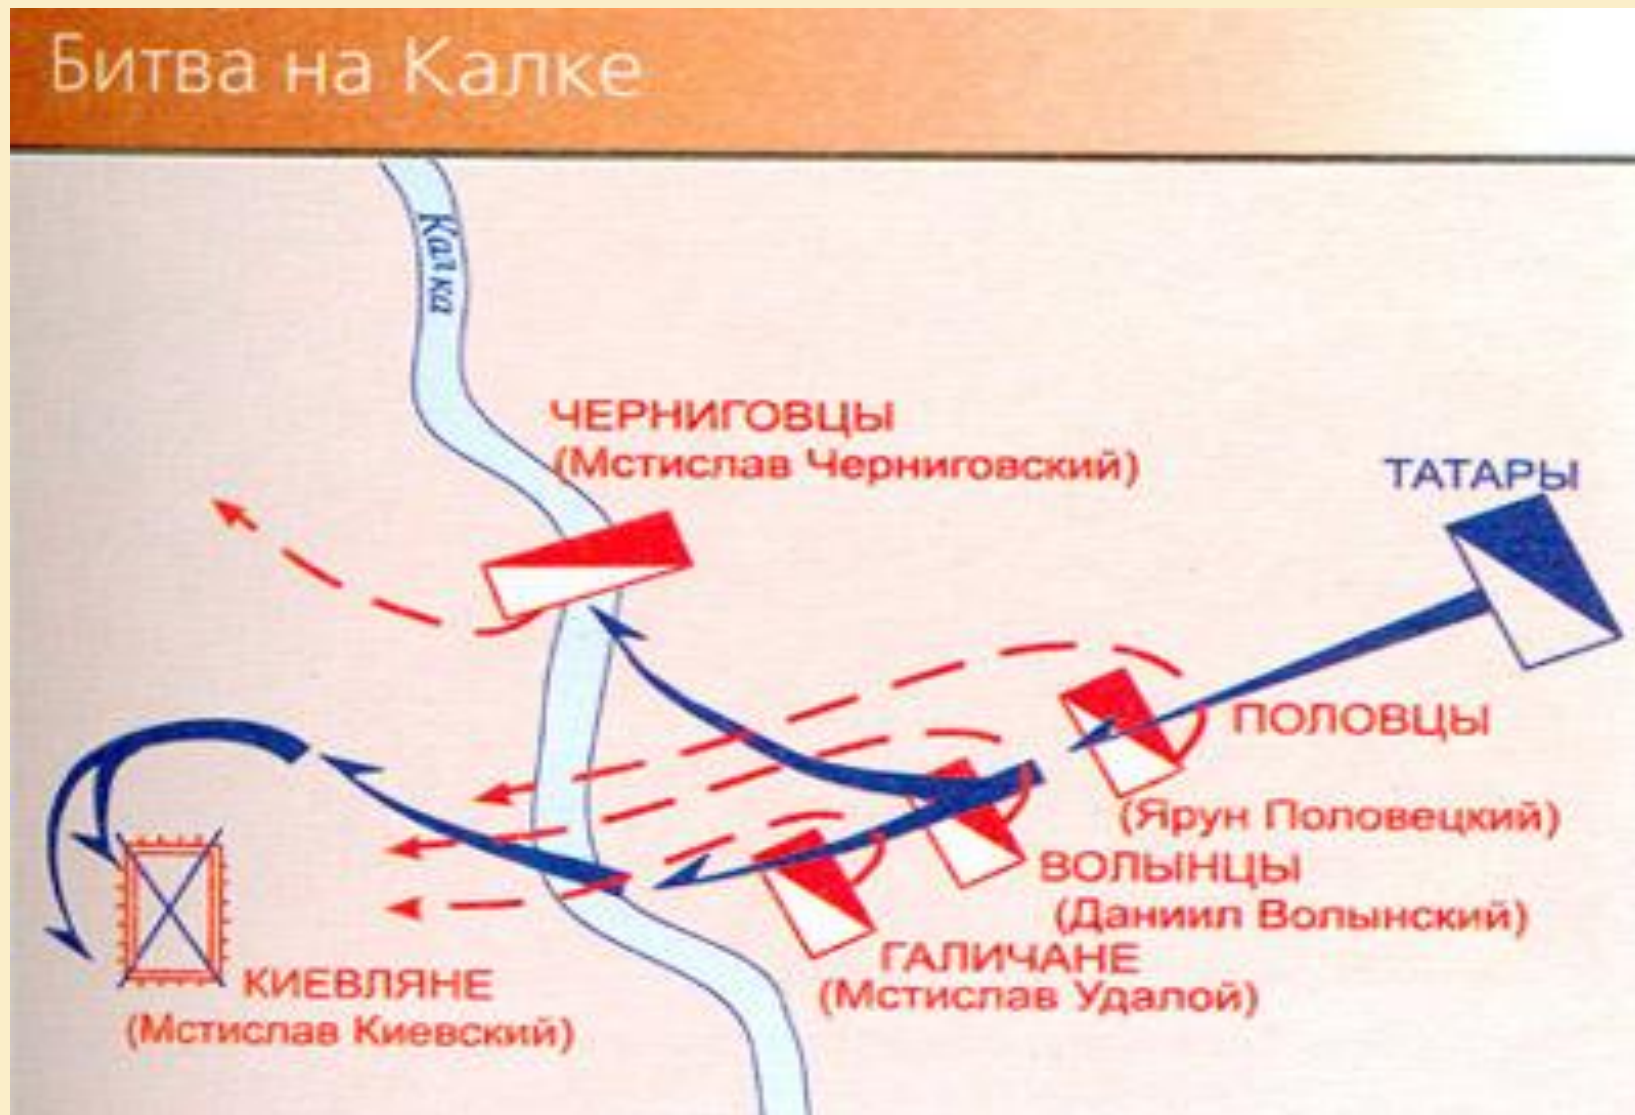 Битва на Калке
Калка
ЧЕРНИГОВЦЫ
(Мстислав Черниговский)
ТАТАРЫ
ПОЛОВЦЫ
(Ярун Половецкий)
ВОЛЫНЦЫ
(Даниил Волынский)
ГАЛИЧАНЕ
(Мстислав Удалой)
КИЕВЛЯНЕ
(Мстислав Киевский)